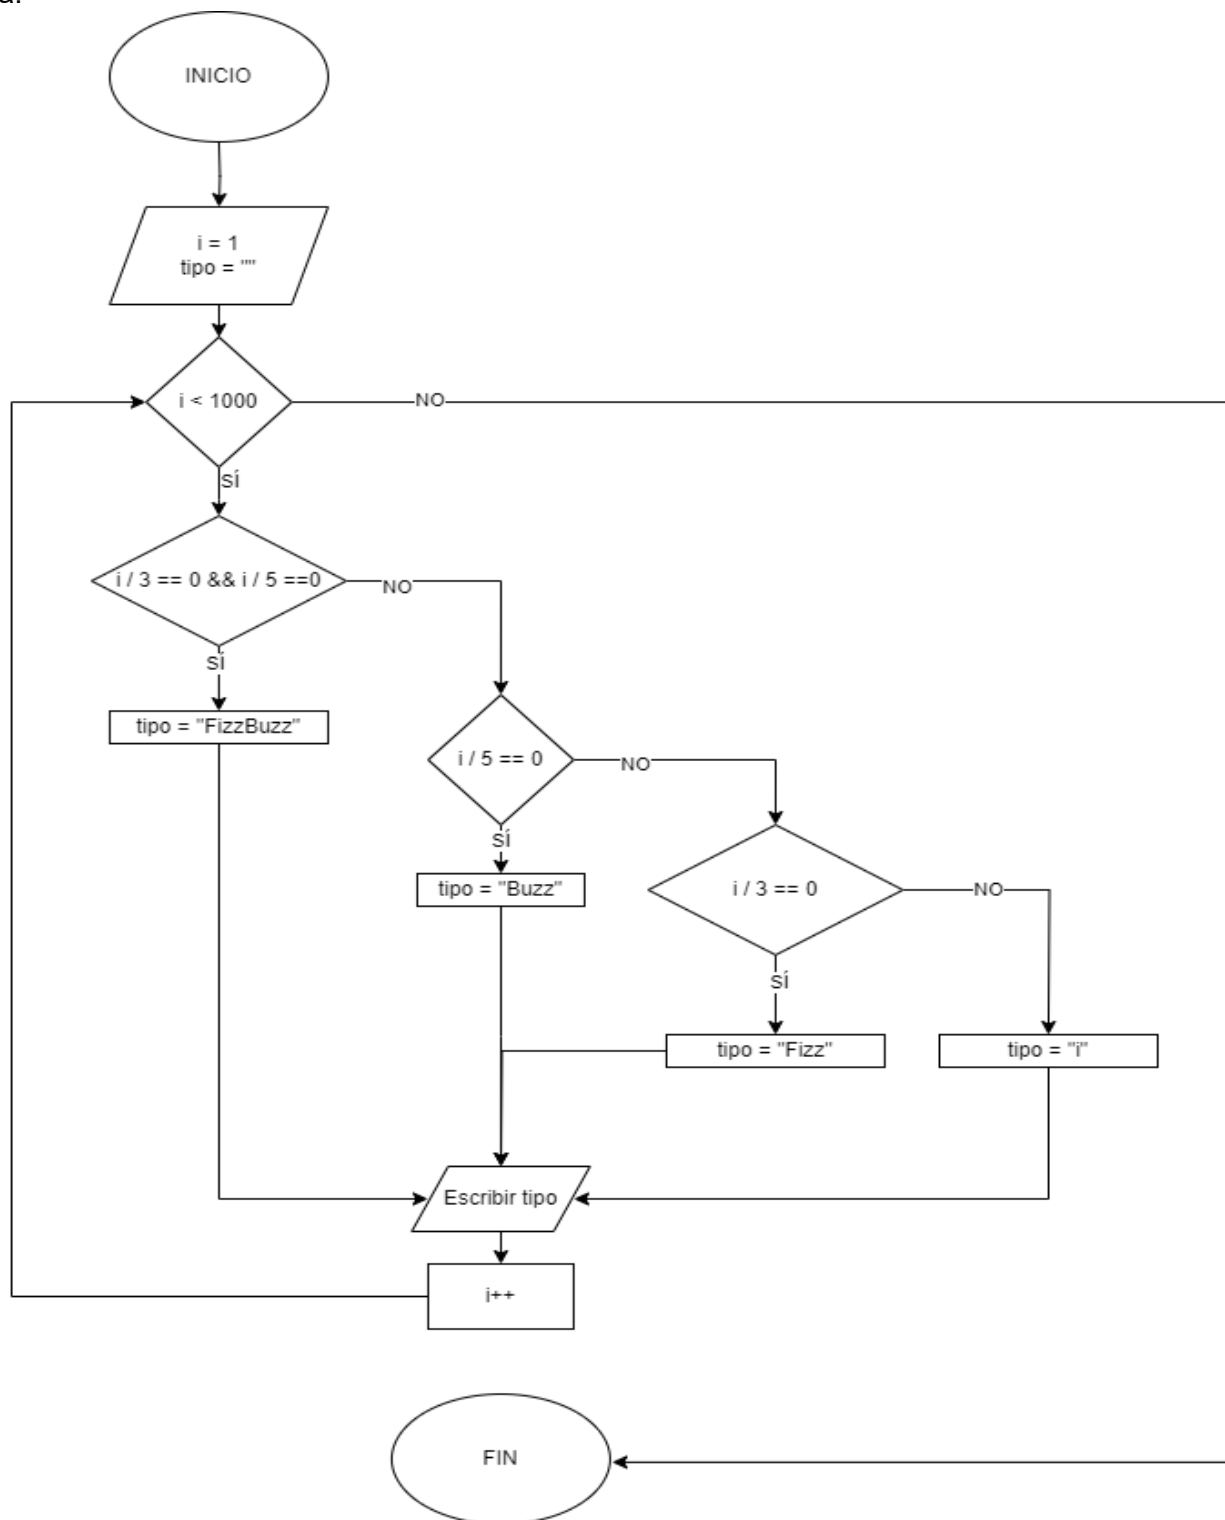 a.
INICIO
i = 1
tipo = ""
i < 1000
NO
SÍ
i / 3 == 0 && i / 5 ==0
NO
SÍ
tipo = "FizzBuzz"
i / 5 == 0
NO
SÍ
tipo = "Buzz"
i / 3 == 0
NO
SÍ
tipo = "Fizz"
tipo = "i"
Escribir tipo
i++
FIN